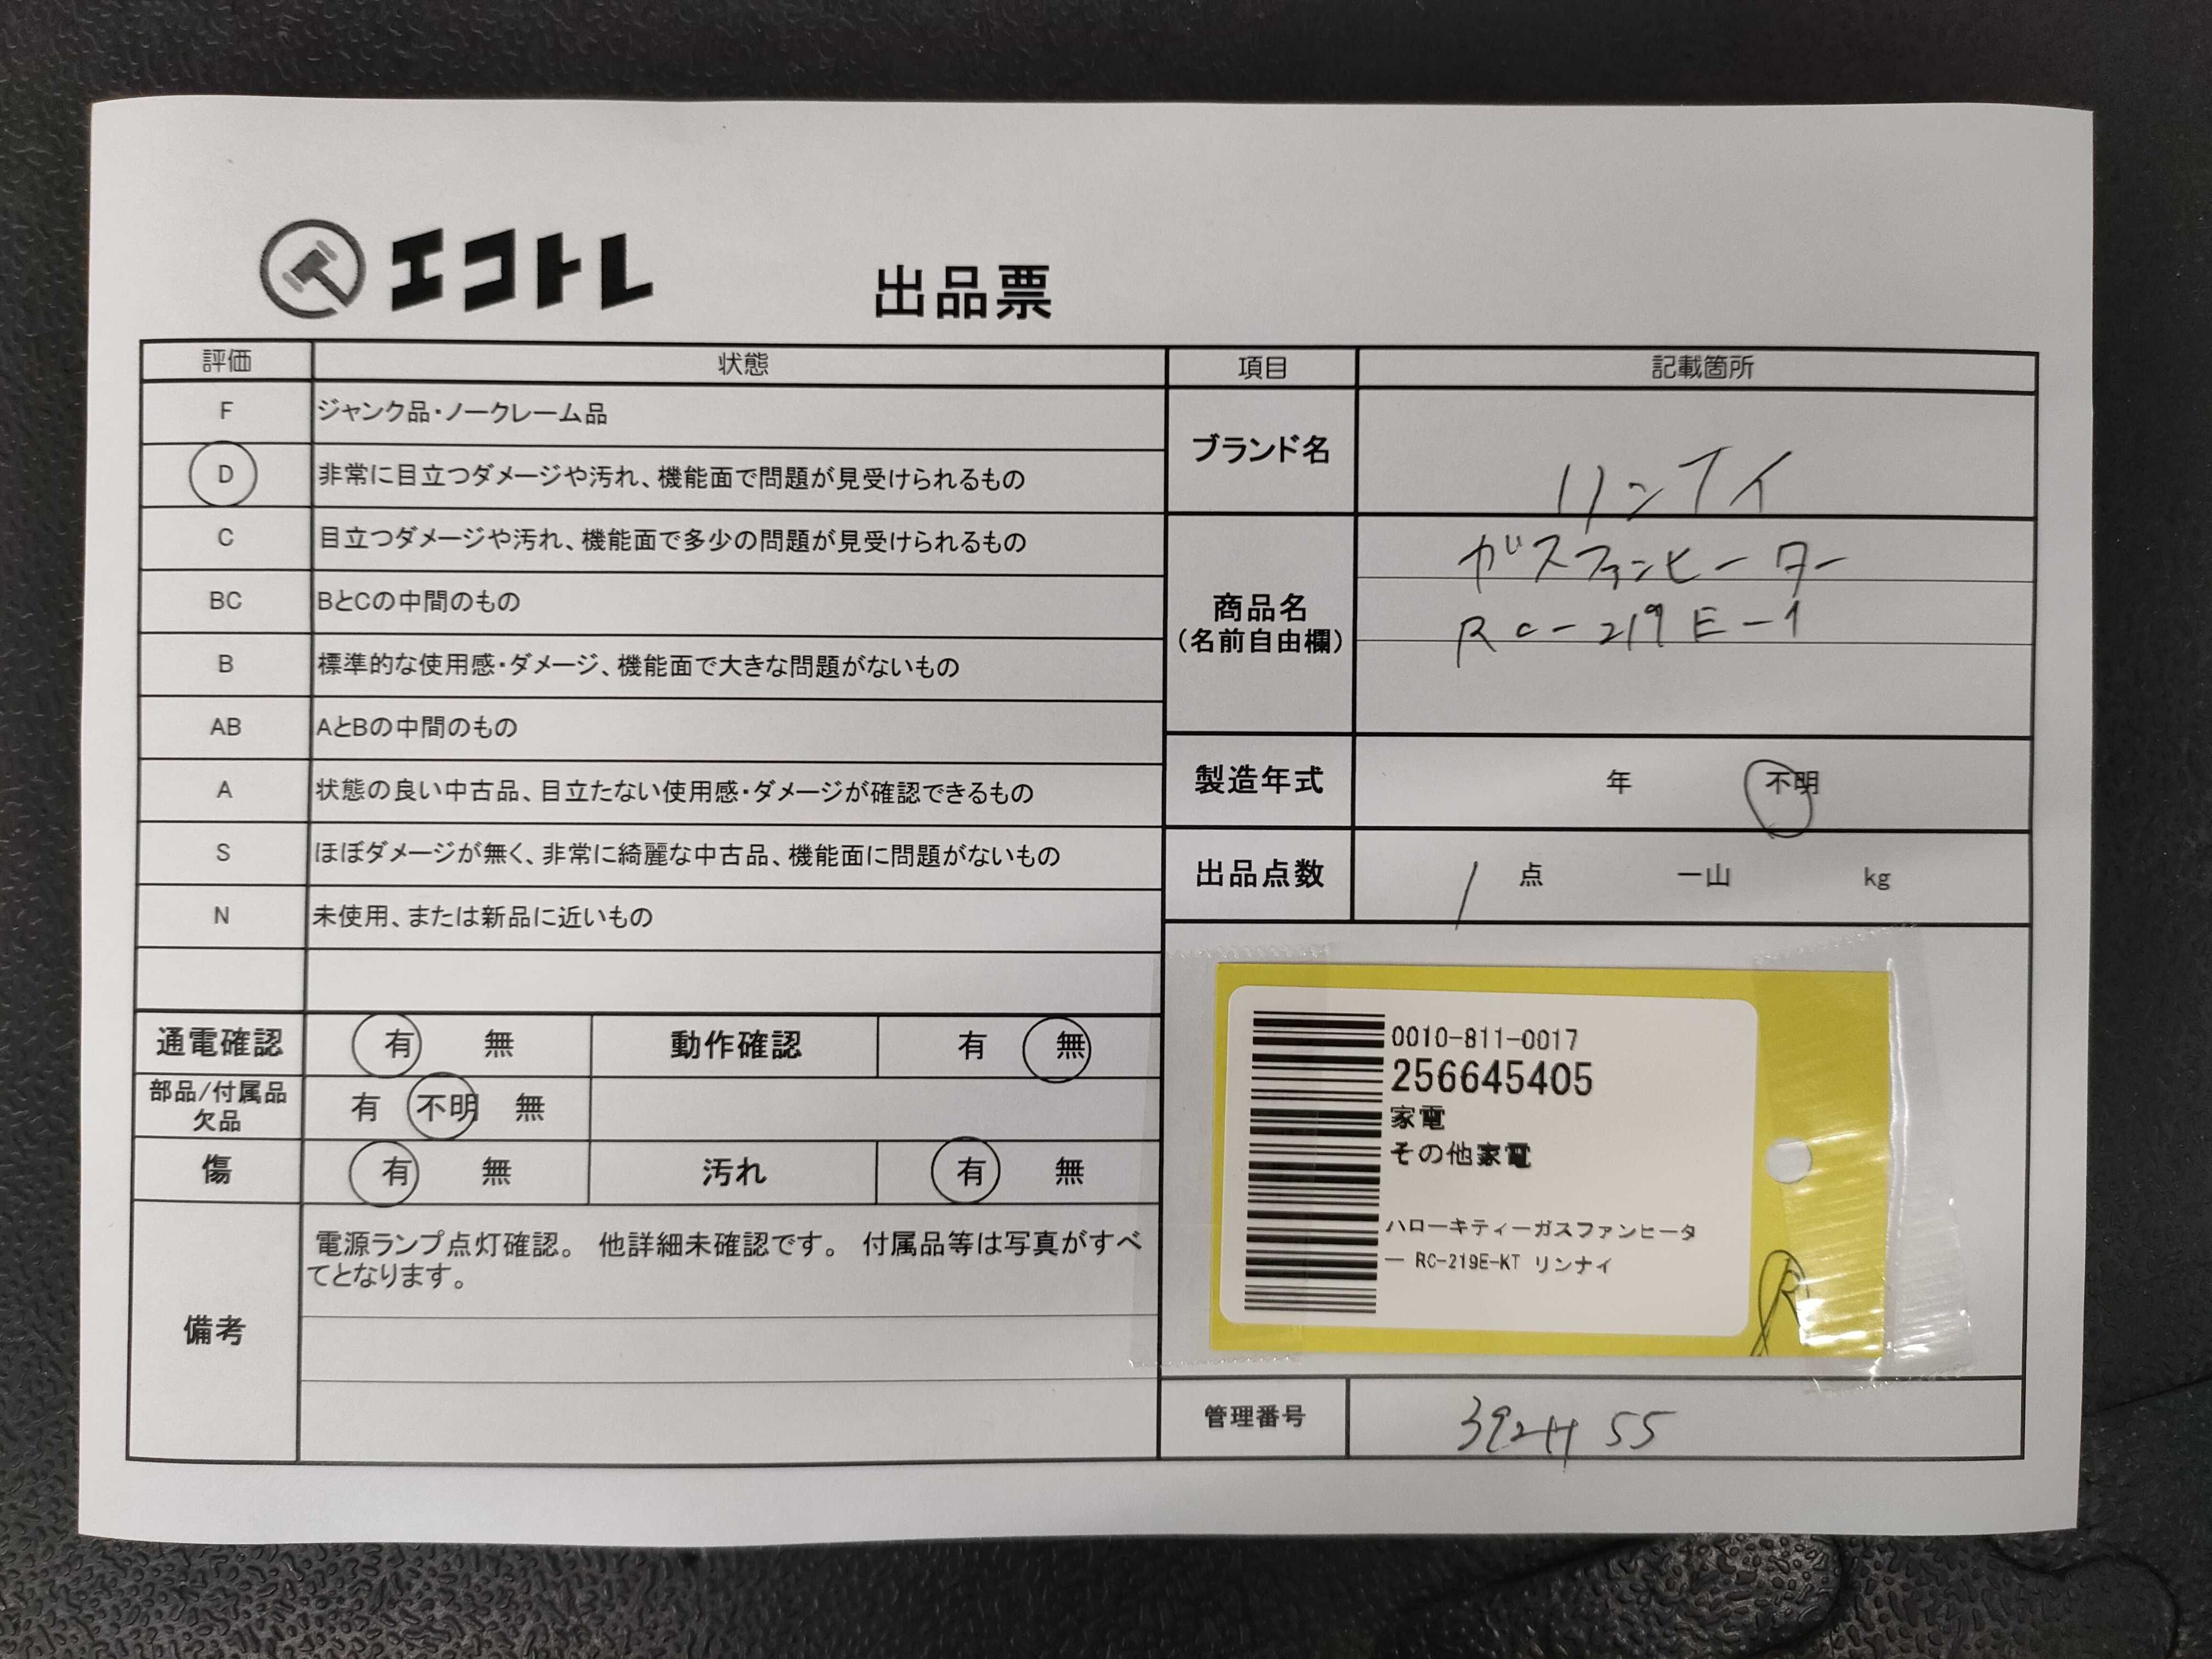 エコトレ
出品票
評価 状態
F ジャンク品・ノークレーム品
D 非常に目立つダメージや汚れ、機能面で問題が見受けられるもの
C 目立つダメージや汚れ、機能面で多少の問題が見受けられるもの
BC BとCの中間のもの
B 標準的な使用感・ダメージ、機能面で大きな問題がないもの
AB AとBの中間のもの
A 状態の良い中古品、目立たない使用感・ダメージが確認できるもの
S ほぼダメージが無く、非常に綺麗な中古品、機能面に問題がないもの
N 未使用、または新品に近いもの
通電確認 有 無 動作確認 有 無
部品/付属品
欠品
有 不明 無
傷 有 無 汚れ 有 無
備考
電源ランプ点灯確認。 他詳細未確認です。 付属品等は写真がすべ
てとなります。
項目 記載箇所
ブランド名 リンナイ
商品名
(名前自由欄)
ガスファンヒーター
RC-219E-1
製造年式 年 不明
出品点数 1 点 一山 kg
0010-811-0017
256645405
家電
その他家電
ハローキティーガスファンヒータ
ー RC-219E-KT リンナイ
管理番号